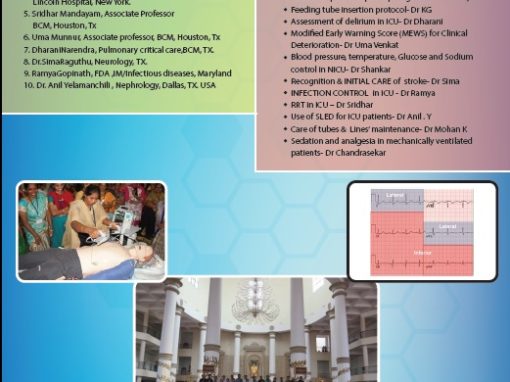 Lincoln Hospital, New York.
5. Sridhar Mandayam, Associate Professor
BCM, Houston, Tx
6. Uma Munnur, Associate professor, BCM, Houston, Tx
7. DharaniNarendra, Pulmonary critical care,BCM, TX.
8. Dr.SimaRaguthu, Neurology, TX.
9. RamyaGopinath, FDA ,IM/Infectious diseases, Maryland
10. Dr. Anil Yelamanchili , Nephrology, Dallas, TX. USA
Feeding tube insertion protocol- Dr KG
Assessment of delirium in ICU- Dr Dharani
Modified Early Warning Score (MEWS) for Clinical
Deterioration- Dr Uma Venkat
Blood pressure, temperature, Glucose and Sodium
control in NICU- Dr Shankar
Recognition & INITIAL CARE of stroke- Dr Sima
INFECTION CONTROL in ICU - Dr Ramya
RRT in ICU – Dr Sridhar
Use of SLED for ICU patients- Dr Anil . Y
Care of tubes & Lines' maintenance- Dr Mohan K
Sedation and analgesia in mechanically ventilated
patients- Dr Chandrasekar
Lateral
Lateral
Inferior